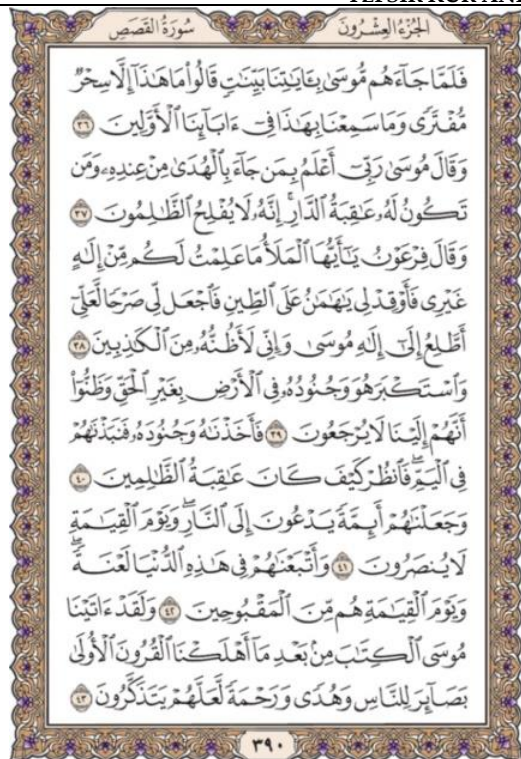 سُورَةُ القَصَصِ
الجُزْءُ العِشْرُونَ
فَلَمَّا جَآءَهُم مُّوسَىٰ بِـَٔايَـٰتِنَا بَيِّنَـٰتٍ قَالُوا۟ مَا هَـٰذَآ إِلَّا سِحْرٌ
مُّفْتَرًى وَمَا سَمِعْنَا بِهَـٰذَا فِىٓ ءَابَآئِنَا ٱلْأَوَّلِينَ ٣٦
وَقَالَ مُوسَىٰ رَبِّىٓ أَعْلَمُ بِمَن جَآءَ بِٱلْهُدَىٰ مِنْ عِندِهِۦ وَمَن
تَكُونُ لَهُۥ عَـٰقِبَةُ ٱلدَّارِ ۖ إِنَّهُۥ لَا يُفْلِحُ ٱلظَّـٰلِمُونَ ٣٧
وَقَالَ فِرْعَوْنُ يَـٰٓأَيُّهَا ٱلْمَلَأُ مَا عَلِمْتُ لَكُم مِّنْ إِلَـٰهٍ
غَيْرِى فَأَوْقِدْ لِى يَـٰهَـٰمَـٰنُ عَلَى ٱلطِّينِ فَٱجْعَل لِّى صَرْحًا لَّعَلِّىٓ
أَطَّلِعُ إِلَىٰٓ إِلَـٰهِ مُوسَىٰ وَإِنِّى لَأَظُنُّهُۥ مِنَ ٱلْكَـٰذِبِينَ ٣٨
وَٱسْتَكْبَرَ هُوَ وَجُنُودُهُۥ فِى ٱلْأَرْضِ بِغَيْرِ ٱلْحَقِّ وَظَنُّوٓا۟
أَنَّهُمْ إِلَيْنَا لَا يُرْجَعُونَ ٣٩ فَأَخَذْنَـٰهُ وَجُنُودَهُۥ فَنَبَذْنَـٰهُمْ
فِى ٱلْيَمِّ ۖ فَٱنظُرْ كَيْفَ كَانَ عَـٰقِبَةُ ٱلظَّـٰلِمِينَ ٤٠
وَجَعَلْنَـٰهُمْ أَئِمَّةً يَدْعُونَ إِلَى ٱلنَّارِ ۖ وَيَوْمَ ٱلْقِيَـٰمَةِ
لَا يُنصَرُونَ ٤١ وَأَتْبَعْنَـٰهُمْ فِى هَـٰذِهِ ٱلدُّنْيَا لَعْنَةً ۖ
وَيَوْمَ ٱلْقِيَـٰمَةِ هُم مِّنَ ٱلْمَقْبُوحِينَ ٤٢ وَلَقَدْ ءَاتَيْنَا
مُوسَى ٱلْكِتَـٰبَ مِنۢ بَعْدِ مَآ أَهْلَكْنَا ٱلْقُرُونَ ٱلْأُولَىٰ
بَصَآئِرَ لِلنَّاسِ وَهُدًى وَرَحْمَةً لَّعَلَّهُمْ يَتَذَكَّرُونَ ٤٣
٣٩٠